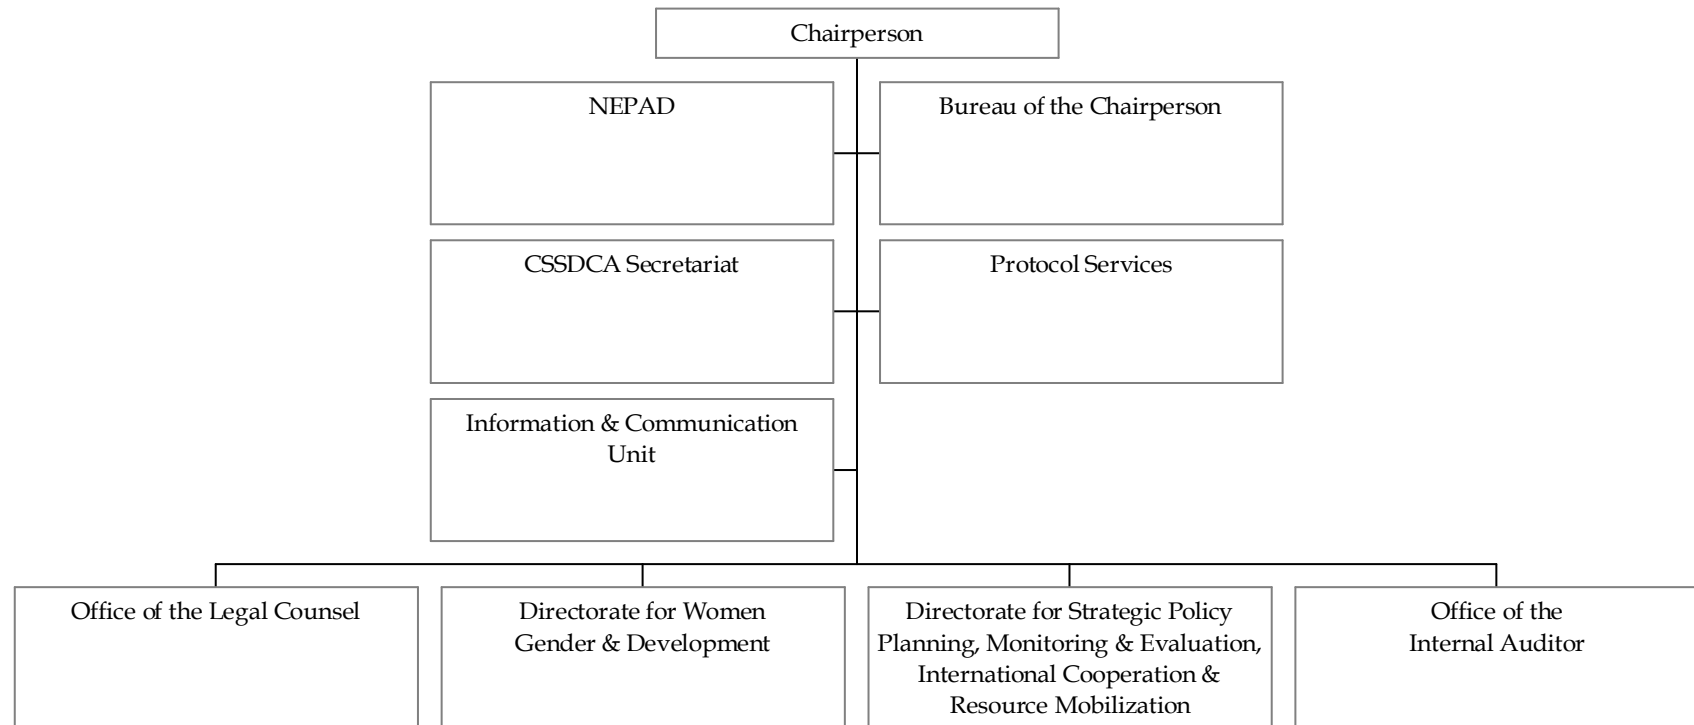 Chairperson
NEPAD
Bureau of the Chairperson
CSSDCA Secretariat
Protocol Services
Information & Communication
Unit
Office of the Legal Counsel
Directorate for Women
Gender & Development
Directorate for Strategic Policy
Planning, Monitoring & Evaluation,
International Cooperation &
Resource Mobilization
Office of the
Internal Auditor